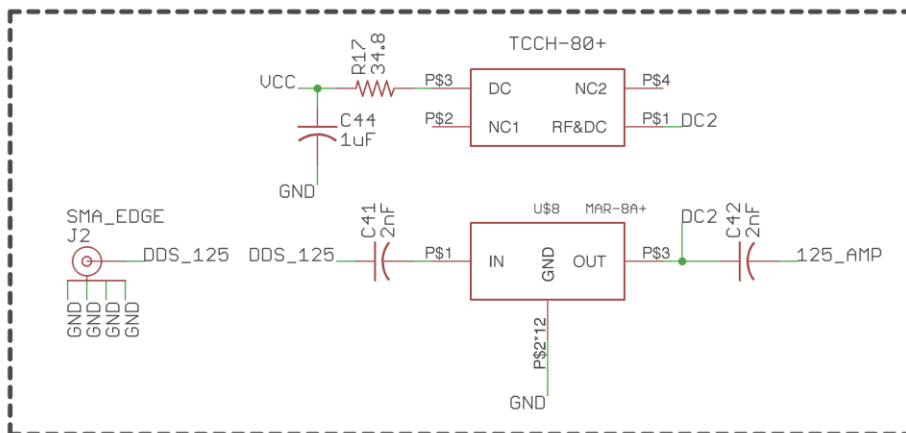 TCCH-80+
R17
34.8
VCC
P$3
DC
NC2
P$4
P$2
NC1
RF&DC
P$1
DC2
C44
1uF
GND
SMA_EDGE
J2
DDS_125
GND
GND
GND
GND
DDS_125
C41
2nF
P$1
U$8
MAR-8A+
IN
GND
OUT
P$3
DC2
C42
2nF
125_AMP
P$2*12
GND